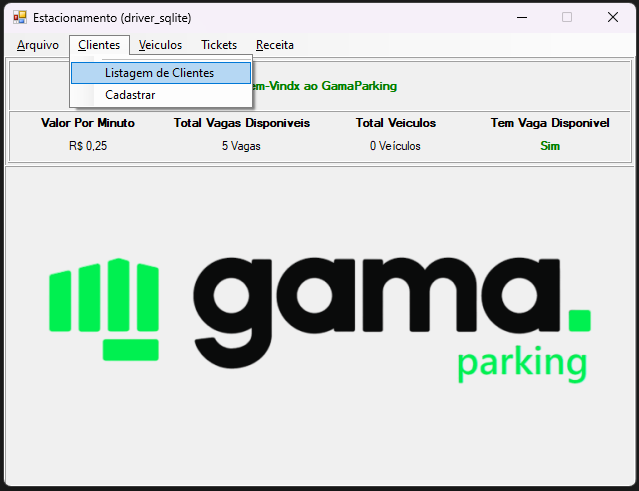 Estacionamento (driver_sqlite)
Arquivo Clientes Veiculos Tickets Receita
Listagem de Clientes
Cadastrar
em-Vindx ao GamaParking
Valor Por Minuto Total Vagas Disponiveis Total Veiculos Tem Vaga Disponivel
R$ 0,25 5 Vagas 0 Veículos Sim
gama.
parking